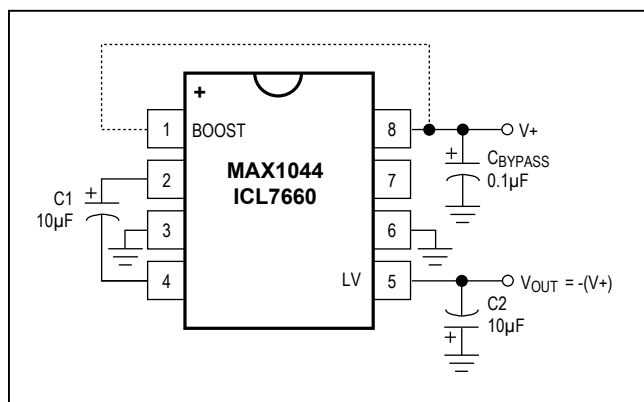 +
1 BOOST
8
V+
MAX1044
ICL7660
+
CBYPASS
0.1µF
2
7
C1
+
10µF
3
6
4
LV
5
VOUT = -(V+)
C2
10µF
+